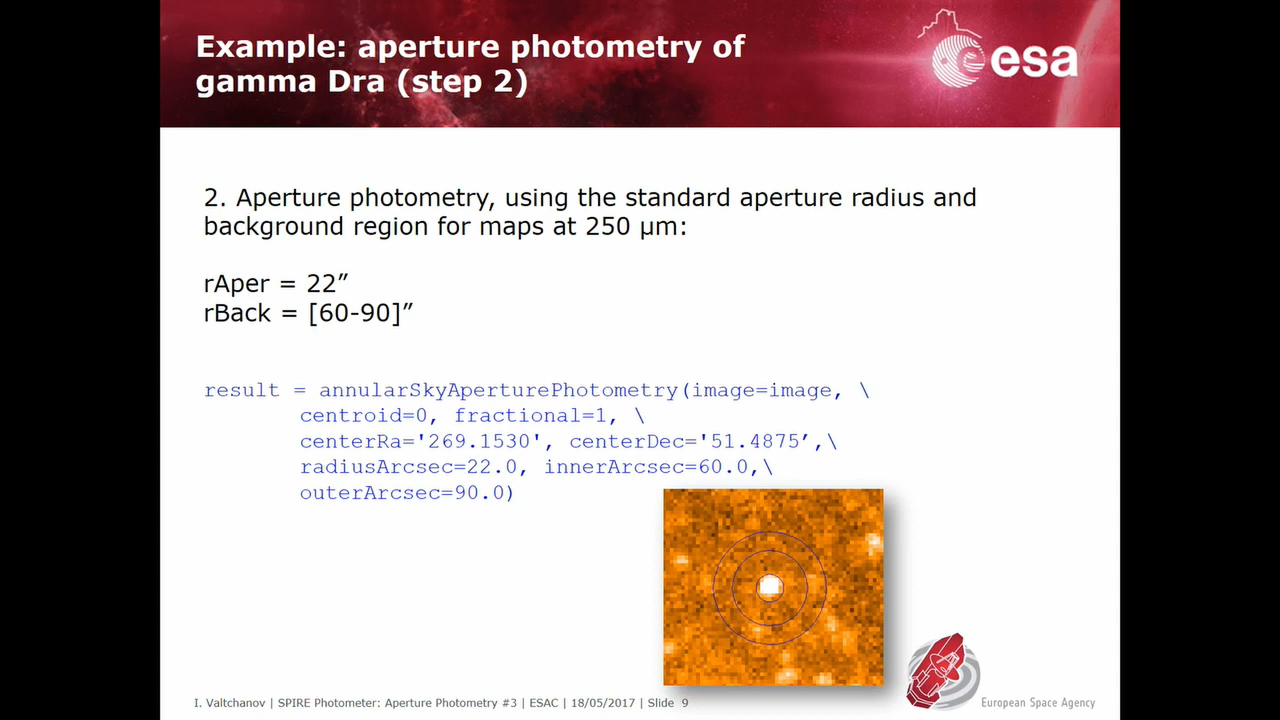 Example: aperture photometry of
gamma Dra (step 2)
esa
2. Aperture photometry, using the standard aperture radius and
background region for maps at 250 µm:
rAper = 22”
rBack = [60-90]”
result = annularSkyAperturePhotometry(image=image, \
centroid=0, fractional=1, \
centerRa='269.1530', centerDec='51.4875’,\
radiusArcsec=22.0, innerArcsec=60.0,\
outerArcsec=90.0)
I. Valtchanov | SPIRE Photometer: Aperture Photometry #3 | ESAC | 18/05/2017 | Slide 9
European Space Agency